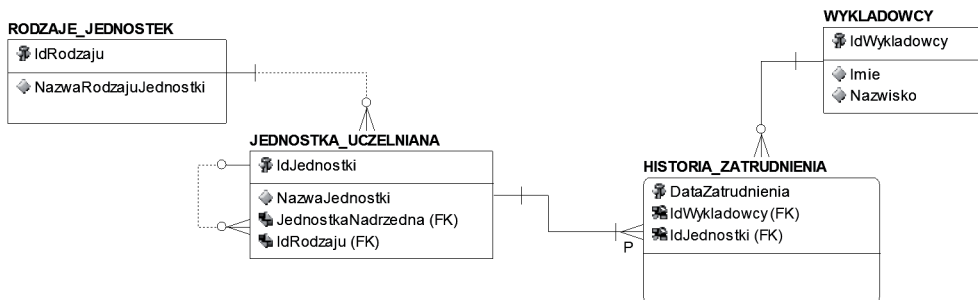 RODZAJE_JEDNOSTEK
IdRodzaju
NazwaRodzajuJednostki
WYKLADOWCY
IdWykladowcy
Imie
Nazwisko
JEDNOSTKA_UCZELNIANA
IdJednostki
NazwaJednostki
JednostkaNadrzedna (FK)
IdRodzaju (FK)
HISTORIA_ZATRUDNIENIA
DataZatrudnienia
IdWykladowcy (FK)
IdJednostki (FK)
P